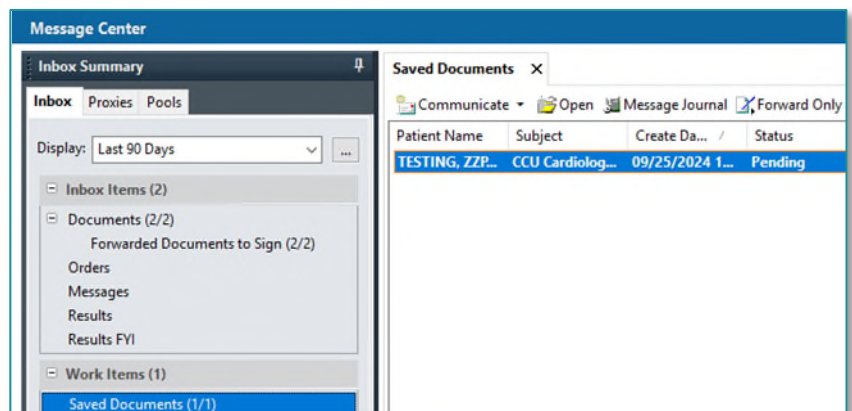 Message Center
Inbox Summary
Inbox Proxies Pools
Display: Last 90 Days ...
Inbox Items (2)
Documents (2/2)
Forwarded Documents to Sign (2/2)
Orders
Messages
Results
Results FYI
Work Items (1)
Saved Documents (1/1)
Saved Documents X
Communicate Open Message Journal Forward Only
Patient Name Subject Create Da... / Status
TESTING, ZZP... CCU Cardiolog... 09/25/2024 1... Pending